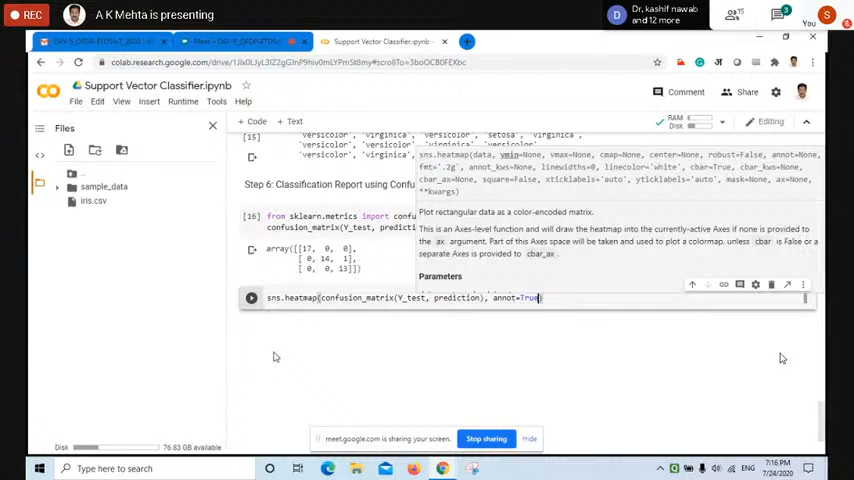 REC
A K Mehta is presenting
Dr, kashif nawab
and 12 more
D
15
3
S
Support Vector Classifier.ipynb
colab.research.google.com/drive/
Support Vector Classifier.ipynb
Comment
Share
File Edit View Insert Runtime Tools Help
+ Code + Text
RAM
Disk
Editing
Files
..
sample_data
iris.csv
[15]
'versicolor', 'virginica', 'versicolor', 'setosa', 'virginica',
Step 6: Classification Report using Confu
[16] from sklearn.metrics import confu
confusion_matrix(Y_test, predicti
array([[17, 0, 0],
[ 0, 14, 1],
[ 0, 0, 13]])
sns.heatmap(data, vmin=None, vmax=None, cmap=None, center=None, robust=False, annot=None,
fmt='.2g', annot_kws=None, linewidths=0, linecolor='white', cbar=True, cbar_kws=None,
cbar_ax=None, square=False, xticklabels='auto', yticklabels='auto', mask=None, ax=None,
**kwargs)
Plot rectangular data as a color-encoded matrix.
This is an Axes-level function and will draw the heatmap into the currently-active Axes if none is provided to
the ax argument. Part of this Axes space will be taken and used to plot a colormap, unless cbar is False or a
separate Axes is provided to cbar_ax.
Parameters
sns.heatmap(confusion_matrix(Y_test, prediction), annot=True)
meet.google.com is sharing your screen.
Stop sharing
Hide
Disk
76.83 GB available
Type here to search
ENG
7:16 PM
7/24/2020